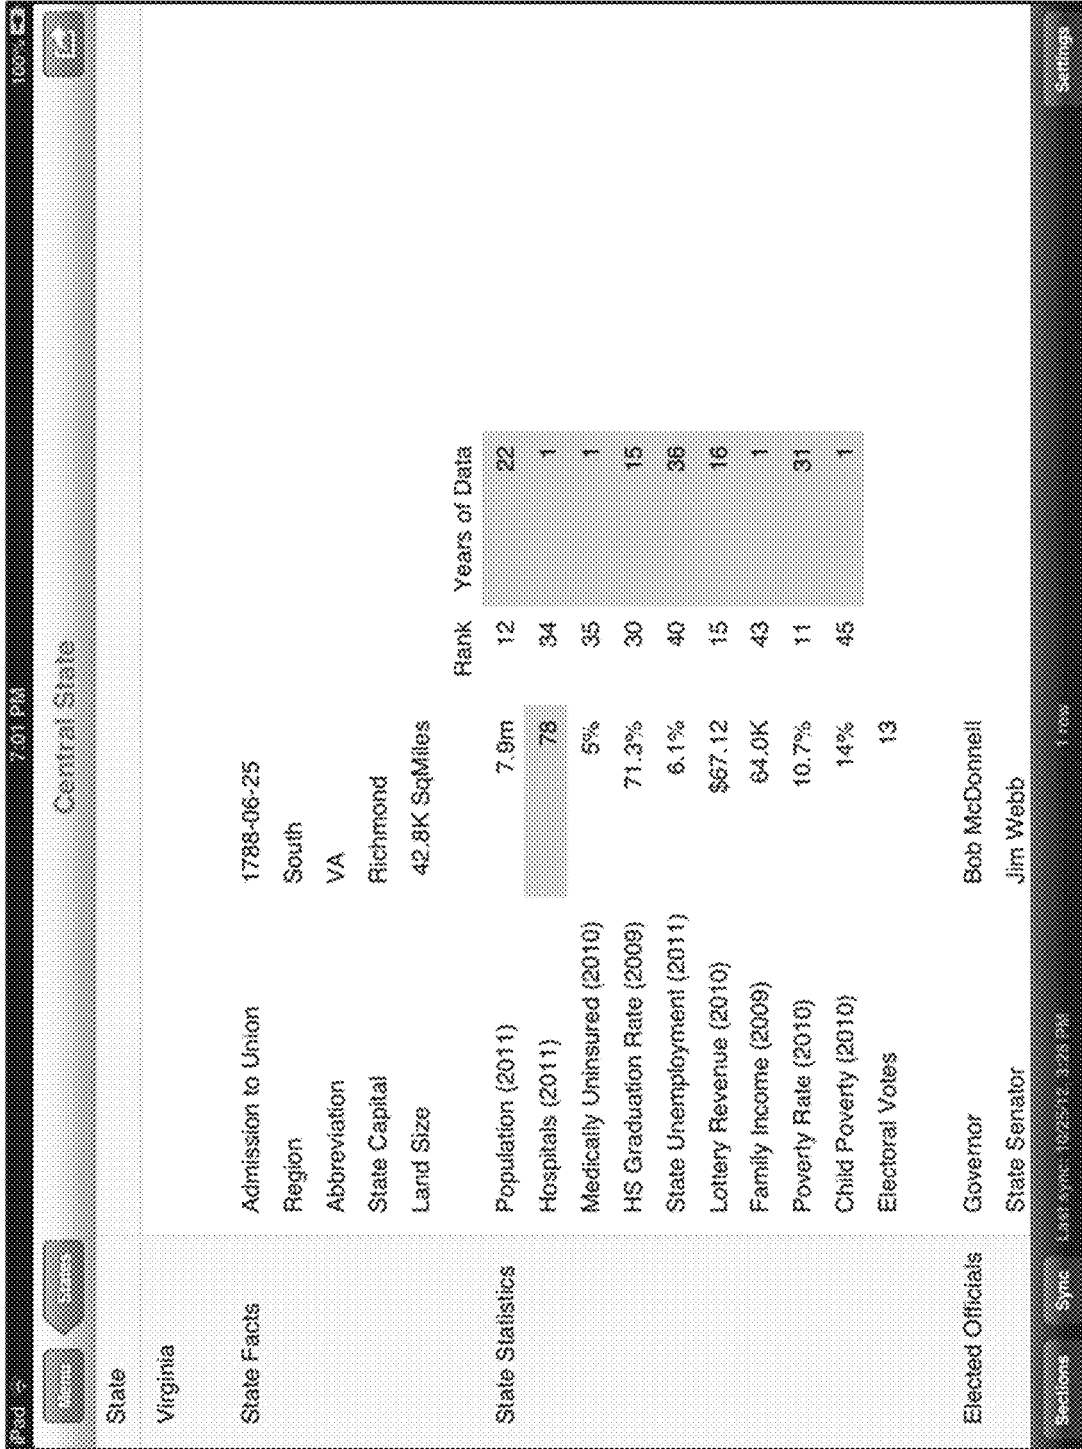 iPad 7:01 PM 100%
Central State
State
Virginia
State Facts Admission to Union 1788-06-25
Region South
Abbreviation VA
State Capital Richmond
Land Size 42.8K SqMiles
Rank Years of Data
State Statistics Population (2011) 7.9m 12 22
Hospitals (2011) 78 34 1
Medically Uninsured (2010) 5% 35 1
HS Graduation Rate (2009) 71.3% 30 15
State Unemployment (2011) 6.1% 40 36
Lottery Revenue (2010) $67.12 15 16
Family Income (2009) 64.0K 43 1
Poverty Rate (2010) 10.7% 11 31
Child Poverty (2010) 14% 45 1
Electoral Votes 13
Elected Officials Governor Bob McDonnell
State Senator Jim Webb
Sections Sync Settings